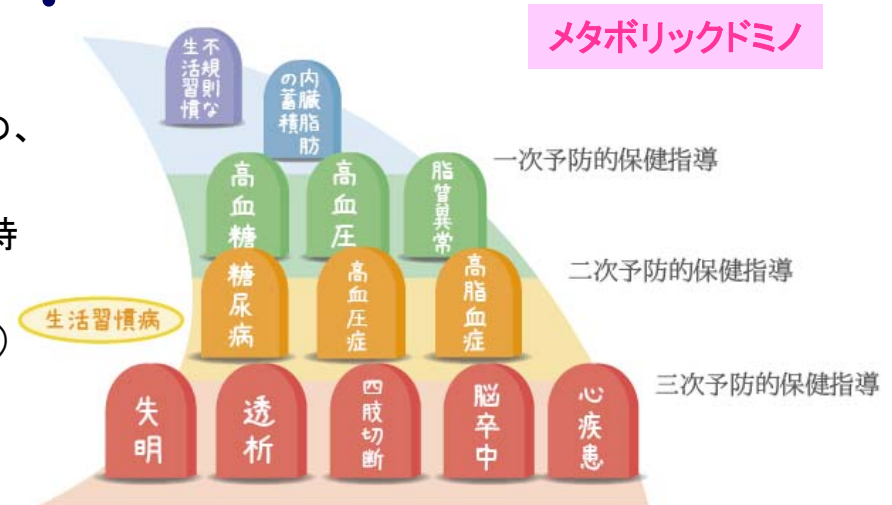 メタボリックドミノ
不規則な
生活習慣
内臓脂肪
の蓄積
つ、
一次予防的保健指導
高血糖
高血圧
脂質異常
時
二次予防的保健指導
糖尿病
高血圧症
高脂血症
生活習慣病
)
三次予防的保健指導
失明
透析
四肢切断
脳卒中
心疾患